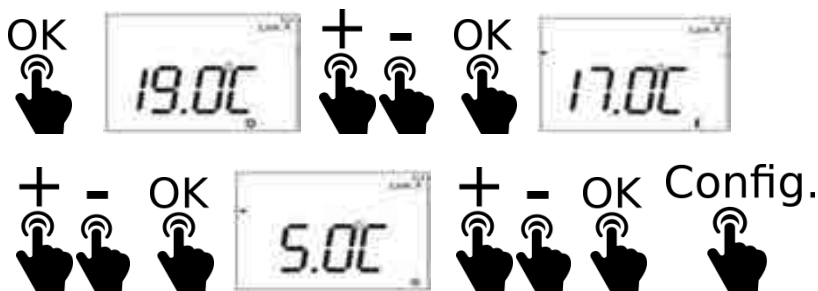 OK 19.0C + - OK 17.0C
+ - OK 5.0C + - OK Config.